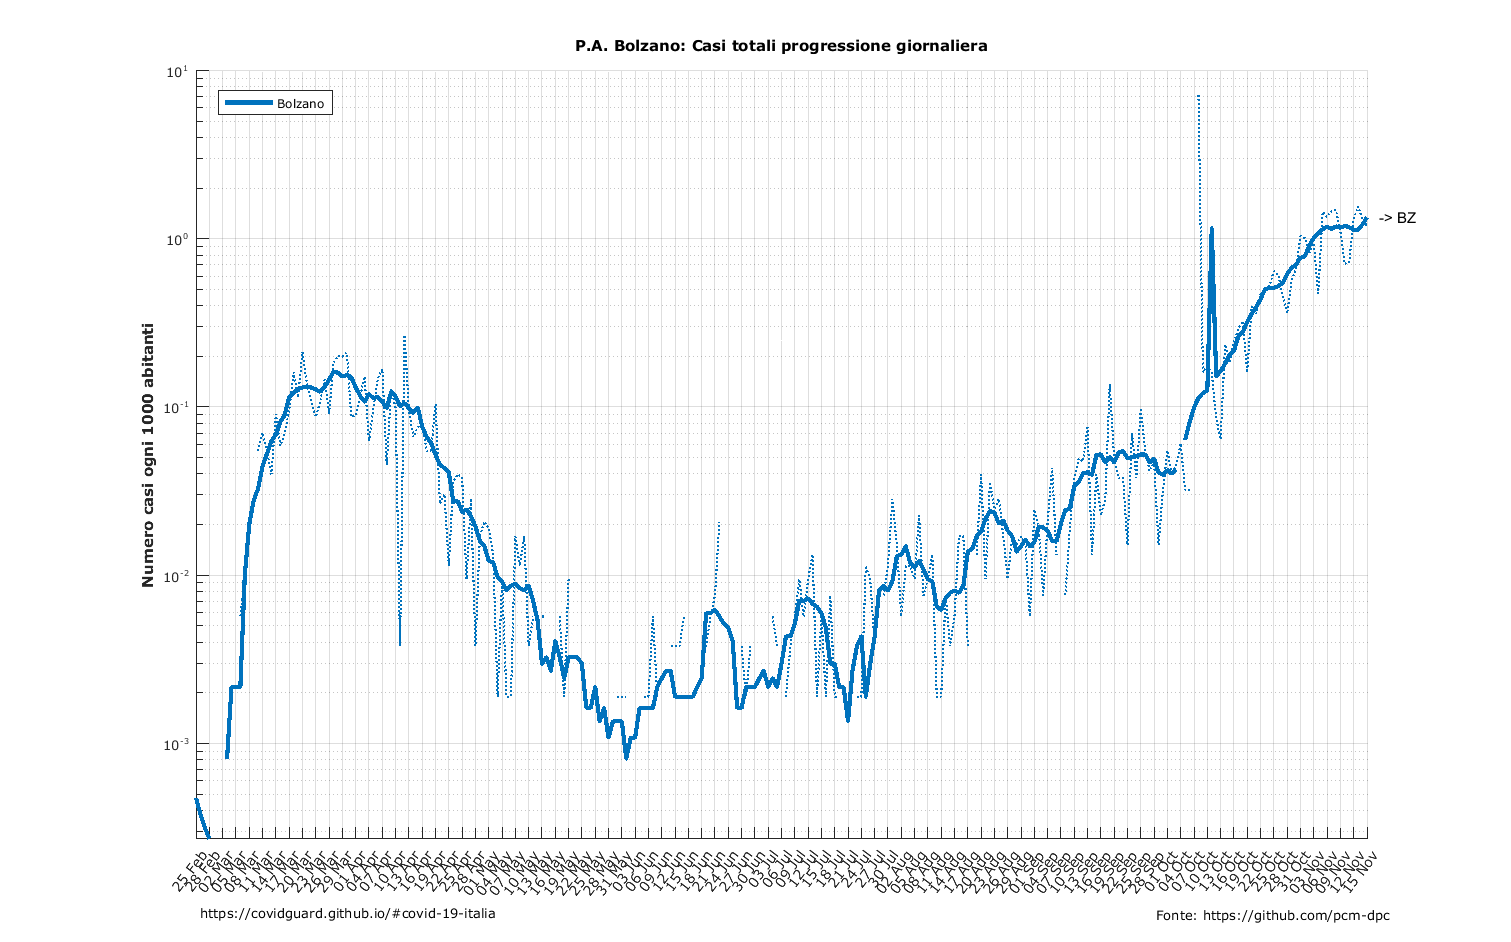 P.A. Bolzano: Casi totali progressione giornaliera
10¹
Bolzano
-> BZ
10⁰
Numero casi ogni 1000 abitanti
10⁻¹
10⁻²
10⁻³
25 Feb
28 Feb
02 Mar
05 Mar
08 Mar
11 Mar
14 Mar
17 Mar
20 Mar
23 Mar
26 Mar
29 Mar
01 Apr
04 Apr
07 Apr
10 Apr
13 Apr
16 Apr
19 Apr
22 Apr
25 Apr
28 Apr
01 May
04 May
07 May
10 May
13 May
16 May
19 May
22 May
25 May
28 May
31 May
03 Jun
06 Jun
09 Jun
12 Jun
15 Jun
18 Jun
21 Jun
24 Jun
27 Jun
30 Jun
03 Jul
06 Jul
09 Jul
12 Jul
15 Jul
18 Jul
21 Jul
24 Jul
27 Jul
30 Jul
02 Aug
05 Aug
08 Aug
11 Aug
14 Aug
17 Aug
20 Aug
23 Aug
26 Aug
29 Aug
01 Sep
04 Sep
07 Sep
10 Sep
13 Sep
16 Sep
19 Sep
22 Sep
25 Sep
28 Sep
01 Oct
04 Oct
07 Oct
10 Oct
13 Oct
16 Oct
19 Oct
22 Oct
25 Oct
28 Oct
31 Oct
03 Nov
06 Nov
09 Nov
12 Nov
15 Nov
https://covidguard.github.io/#covid-19-italia
Fonte: https://github.com/pcm-dpc